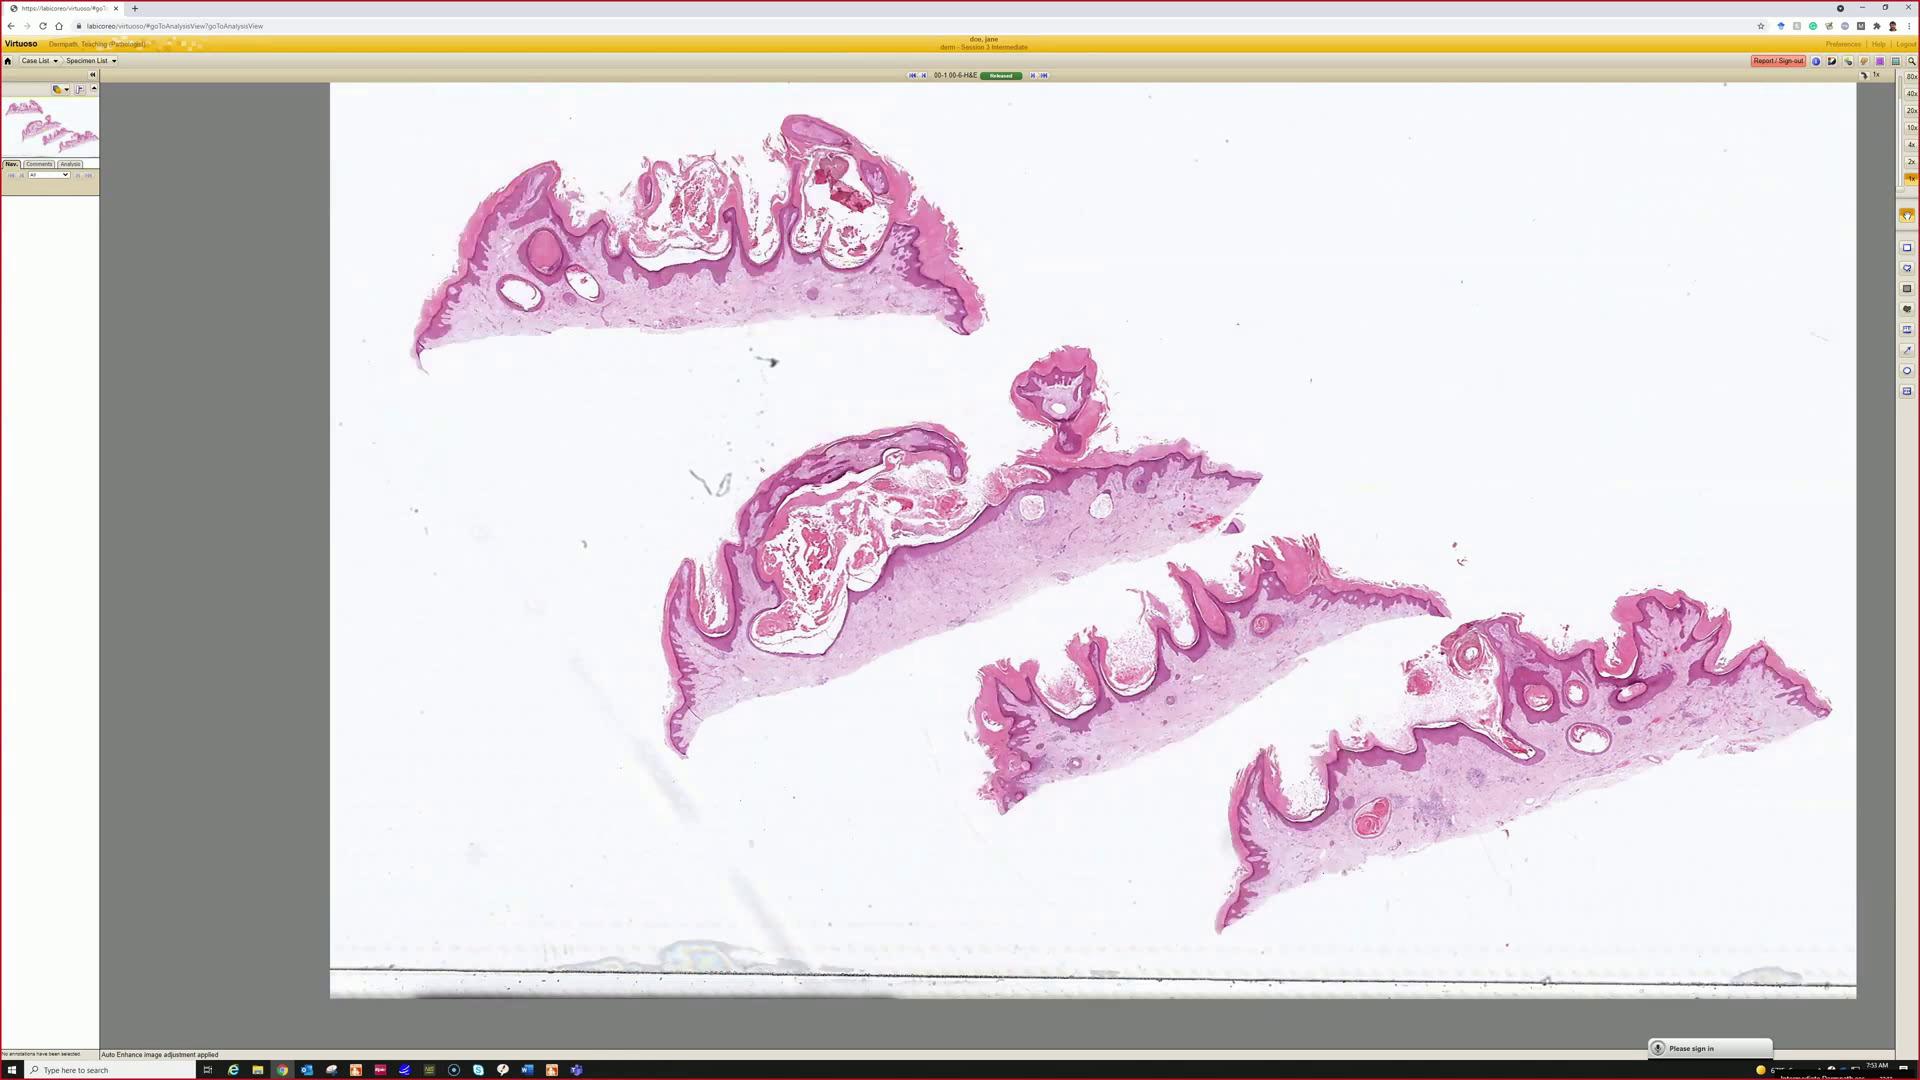 https://labicoreo/virtuoso/#goTo
labicoreo/virtuoso/#goToAnalysisView?goToAnalysisView
Virtuoso
Dermpath, Teaching (Pathologist)
doe, jane
derm - Session 3 Intermediate
Preferences
Help
Logout
Case List
Specimen List
Report / Sign-out
00-1 00-6-H&E
Released
1x
80x
40x
20x
10x
4x
2x
1x
Nav.
Comments
Analysis
All
No annotations have been selected.
Auto Enhance image adjustment applied
Please sign in
Type here to search
7:53 AM